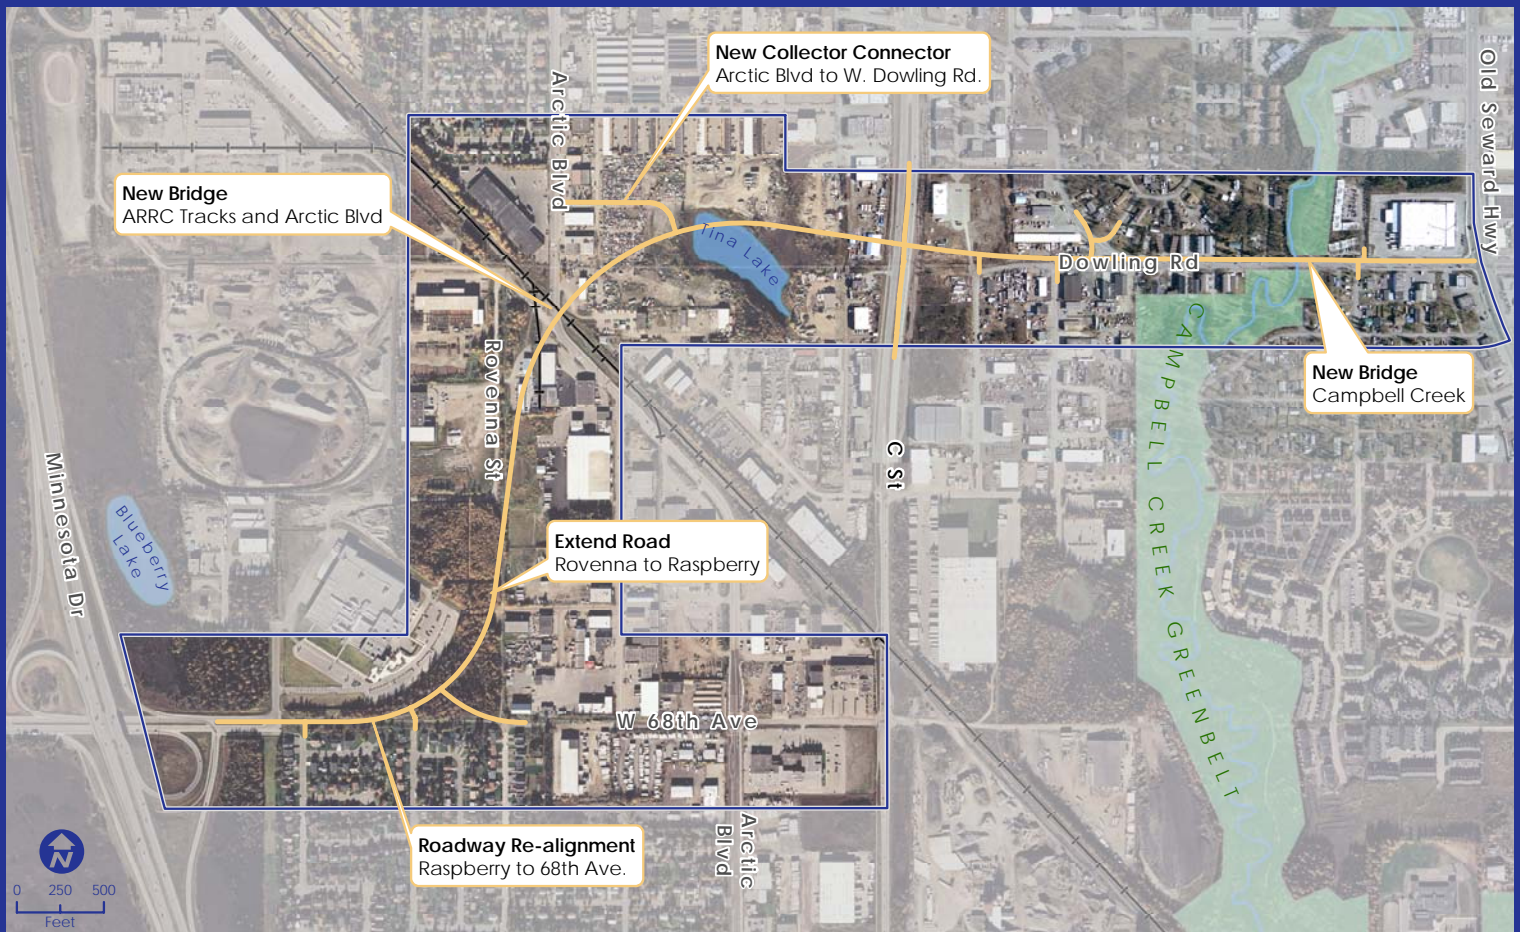 New Collector Connector
Arctic Blvd to W. Dowling Rd.
Arctic Blvd
Old Seward Hwy
New Bridge
ARRC Tracks and Arctic Blvd
Tina Lake
Dowling Rd
CAMPBELL CREEK GREENBELT
New Bridge
Campbell Creek
Rovenna St
C St
Minnesota Dr
Blueberry
Lake
Extend Road
Rovenna to Raspberry
W 68th Ave
Arctic
Blvd
Roadway Re-alignment
Raspberry to 68th Ave.
N
0 250 500
Feet